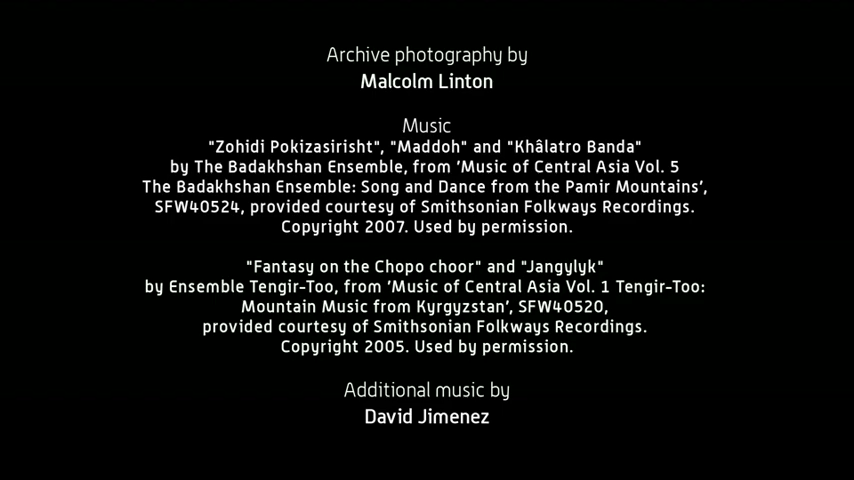 Archive photography by
Malcolm Linton
Music
"Zohidi Pokizasirisht", "Maddoh" and "Khâlatro Banda"
by The Badakhshan Ensemble, from ‘Music of Central Asia Vol. 5
The Badakhshan Ensemble: Song and Dance from the Pamir Mountains’,
SFW40524, provided courtesy of Smithsonian Folkways Recordings.
Copyright 2007. Used by permission.
"Fantasy on the Chopo choor" and "Jangylyk"
by Ensemble Tengir-Too, from ‘Music of Central Asia Vol. 1 Tengir-Too:
Mountain Music from Kyrgyzstan’, SFW40520,
provided courtesy of Smithsonian Folkways Recordings.
Copyright 2005. Used by permission.
Additional music by
David Jimenez